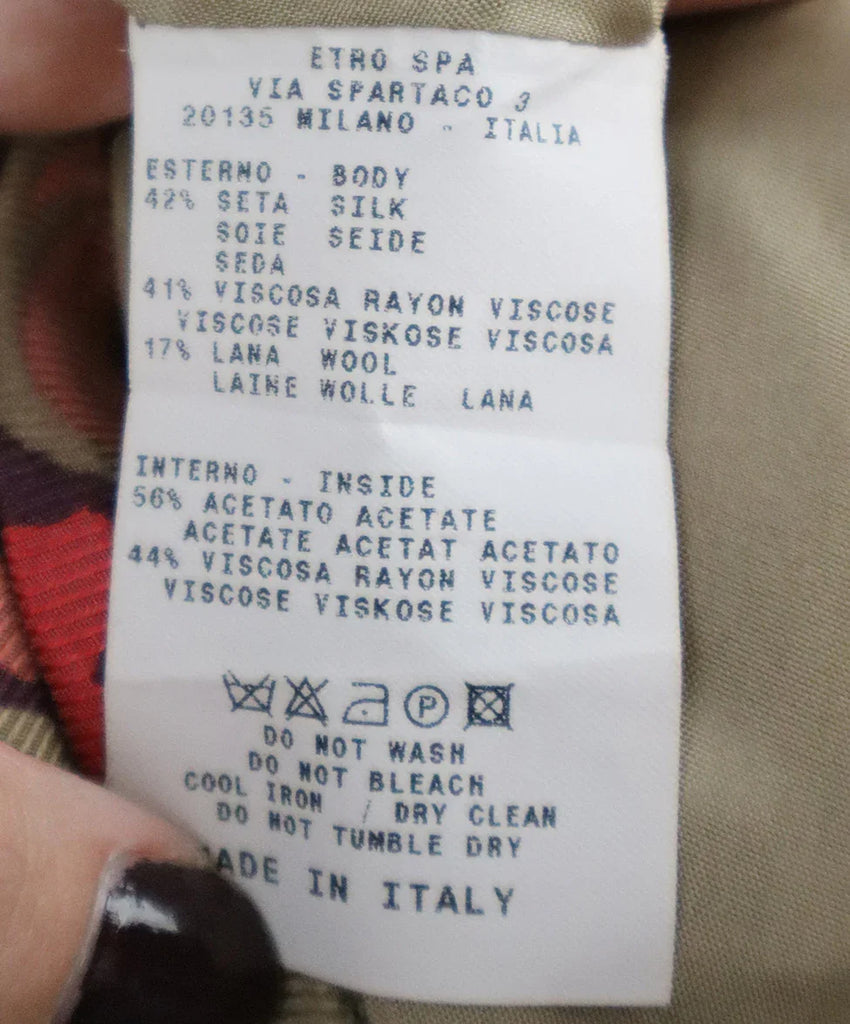 ETRO SPA
VIA SPARTACO 3
20135 MILANO - ITALIA
ESTERNO - BODY
42% SETA SILK
SOIE SEIDE
SEDA
41% VISCOSA RAYON VISCOSE
VISCOSE VISKOSE VISCOSA
17% LANA WOOL
LAINE WOLLE LANA
INTERNO - INSIDE
56% ACETATO ACETATE
ACETATE ACETAT ACETATO
44% VISCOSA RAYON VISCOSE
VISCOSE VISKOSE VISCOSA
P
DO NOT WASH
DO NOT BLEACH
COOL IRON / DRY CLEAN
DO NOT TUMBLE DRY
MADE IN ITALY